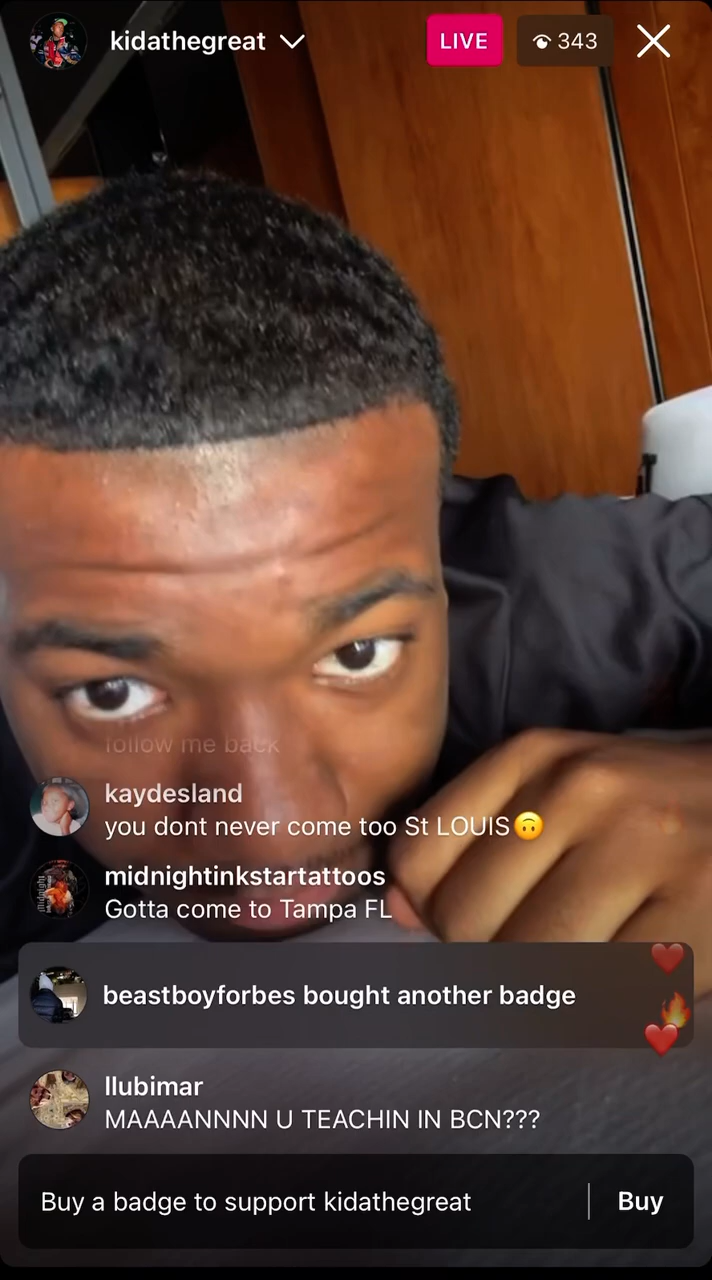 kidathegreat
LIVE
343
follow me back
kaydesland
you dont never come too St LOUIS🙃
midnightinkstartattoos
Gotta come to Tampa FL
beastboyforbes bought another badge
llubimar
MAAAANNNN U TEACHIN IN BCN???
Buy a badge to support kidathegreat
Buy